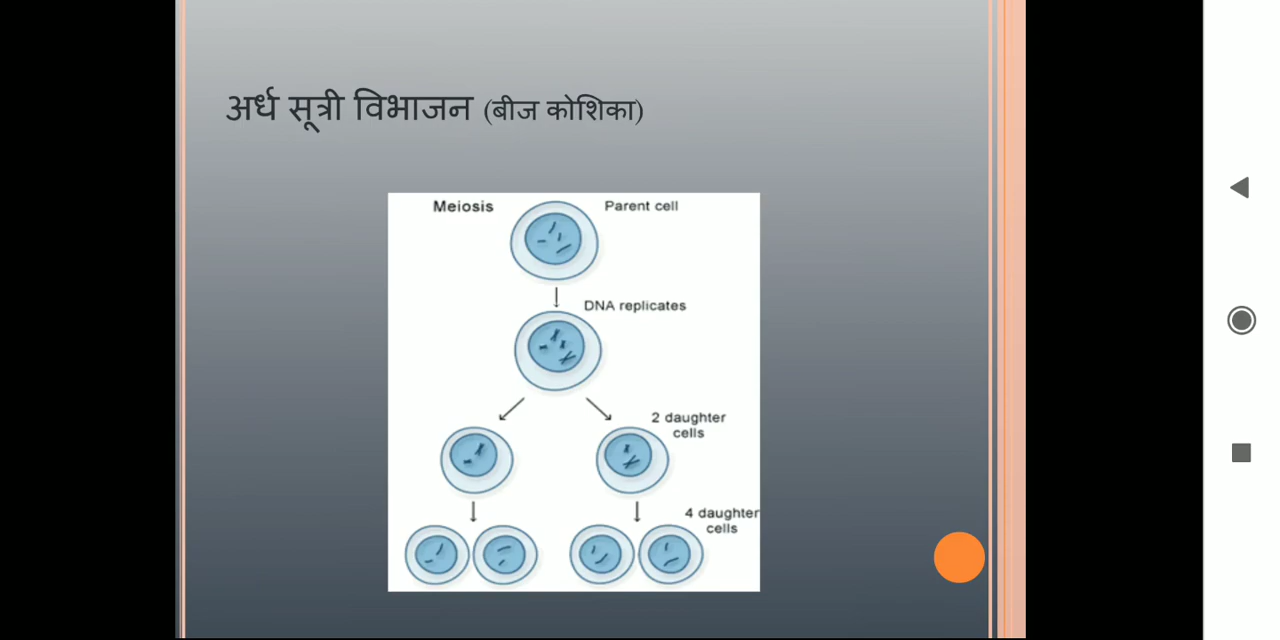 अर्ध सूत्री विभाजन (बीज कोशिका)
Meiosis
Parent cell
DNA replicates
2 daughter
cells
4 daughter
cells